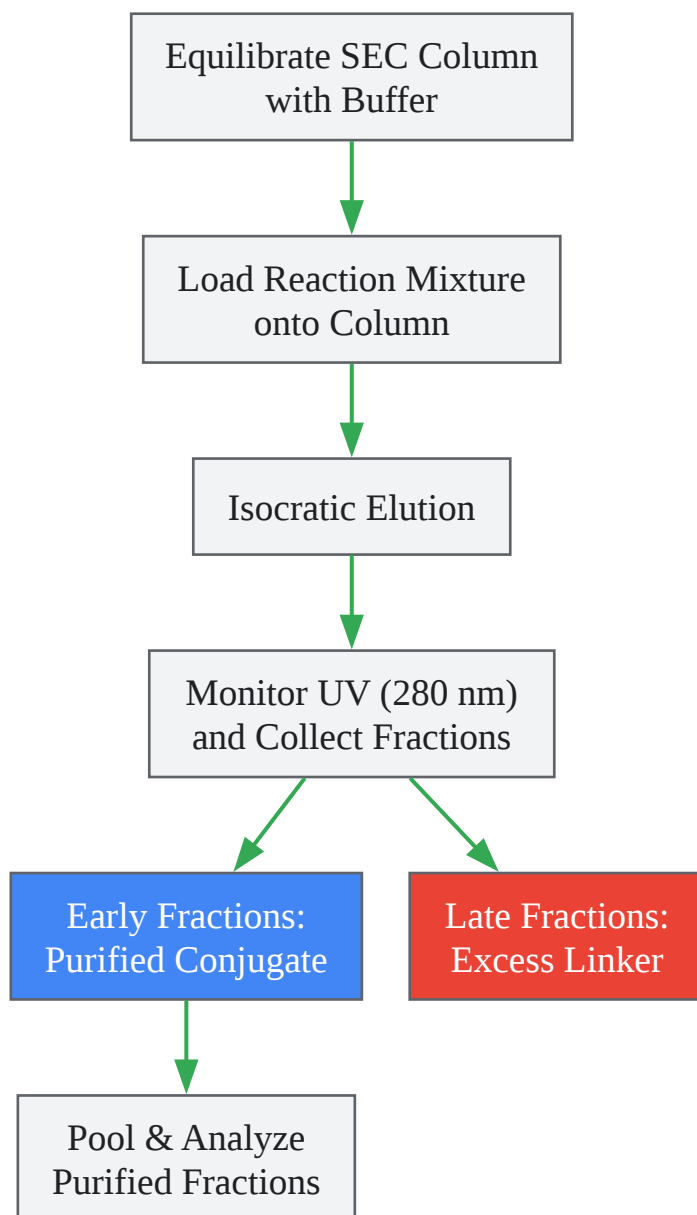 Equilibrate SEC Column
with Buffer
Load Reaction Mixture
onto Column
Isocratic Elution
Monitor UV (280 nm)
and Collect Fractions
Early Fractions:
Purified Conjugate
Late Fractions:
Excess Linker
Pool & Analyze
Purified Fractions